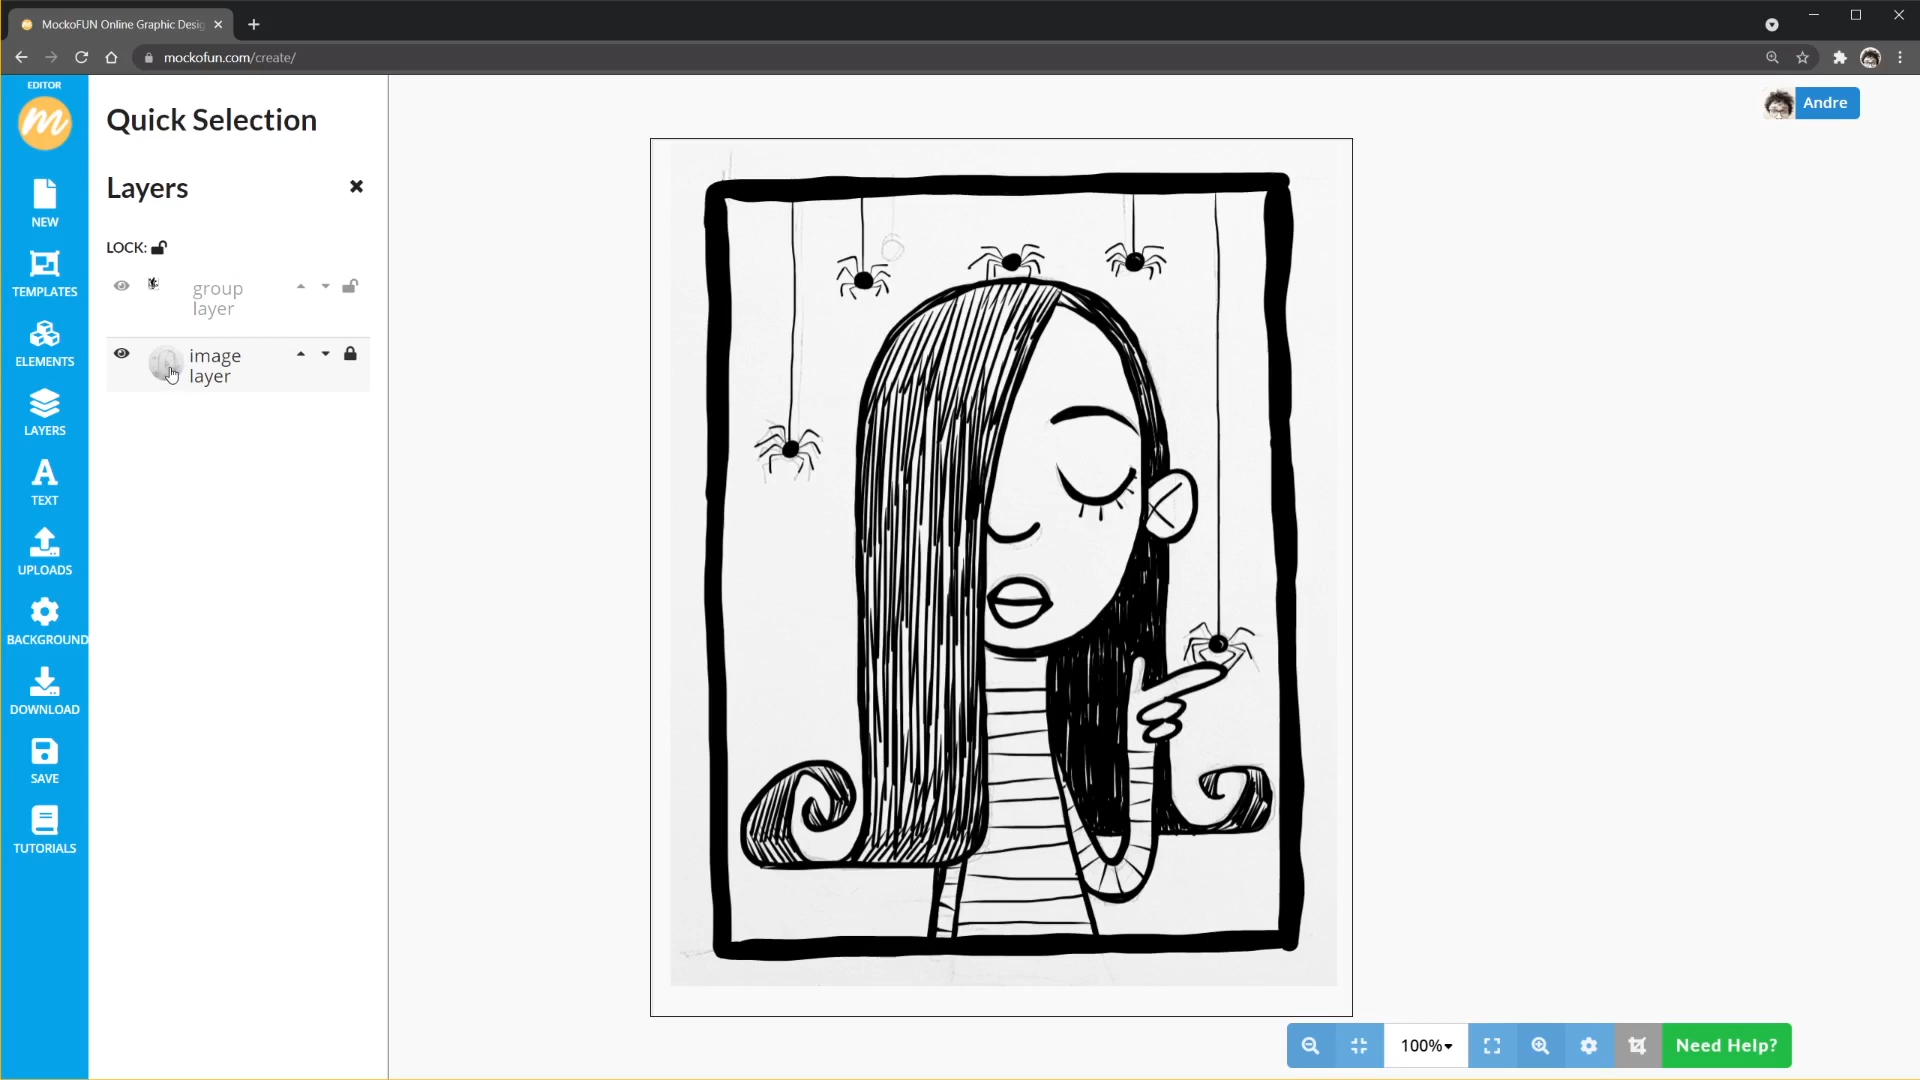 MockoFUN Online Graphic Desig
mockofun.com/create/
EDITOR
m
NEW
TEMPLATES
ELEMENTS
LAYERS
TEXT
UPLOADS
BACKGROUND
DOWNLOAD
SAVE
TUTORIALS
Quick Selection
Layers
LOCK:
group
layer
image
layer
Andre
100%
Need Help?